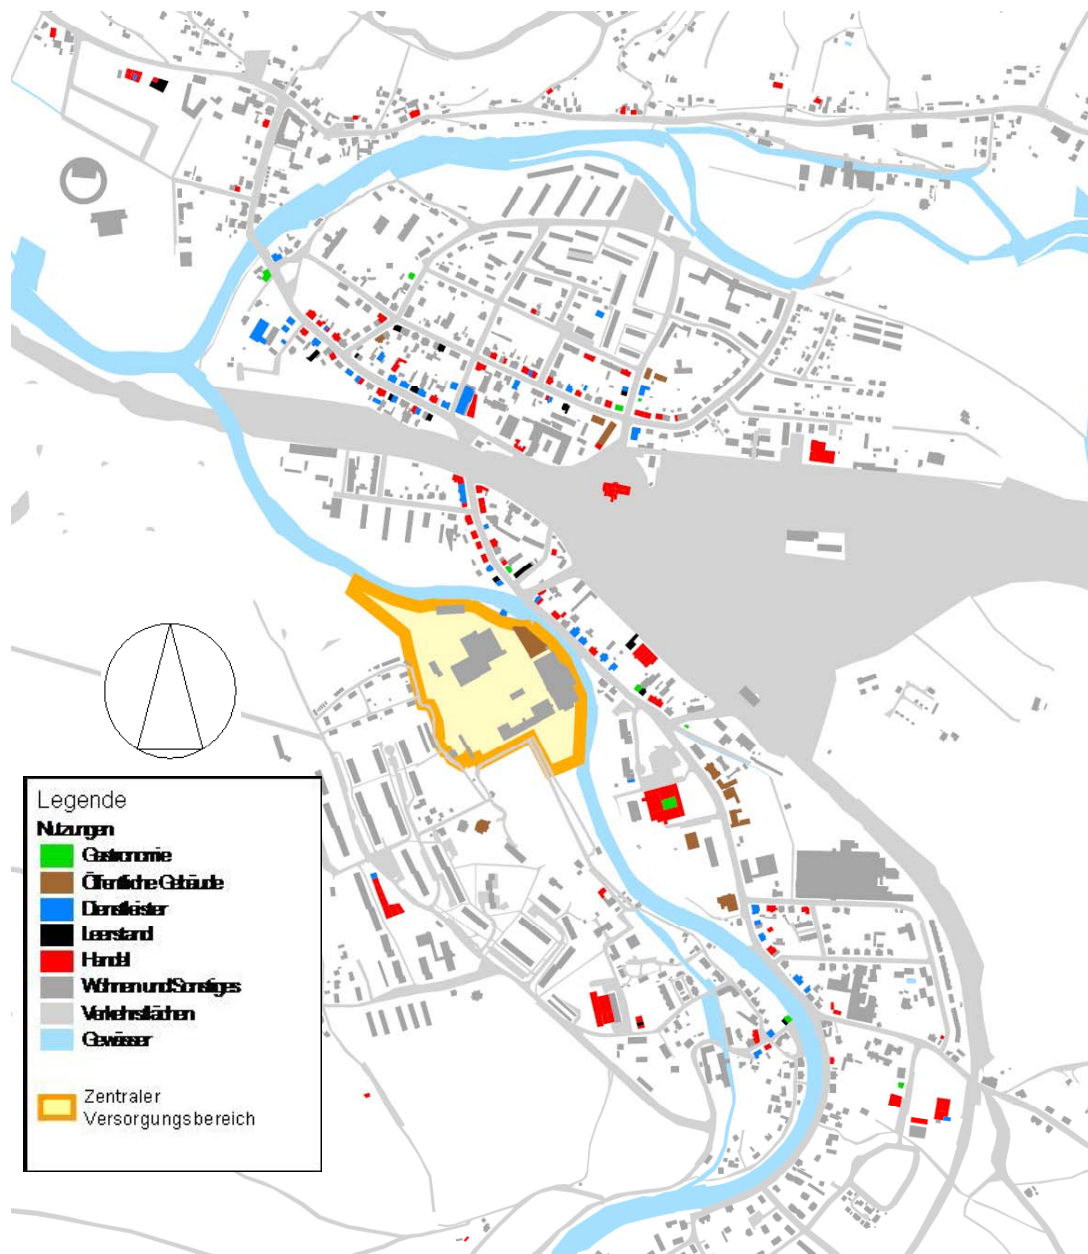 Legende
Nutzungen
Gastronomie
Öffentliche Gebäude
Dienstleister
Leerstand
Handel
Wohnen und Sonstiges
Verkehrsflächen
Gewässer
Zentraler
Versorgungsbereich